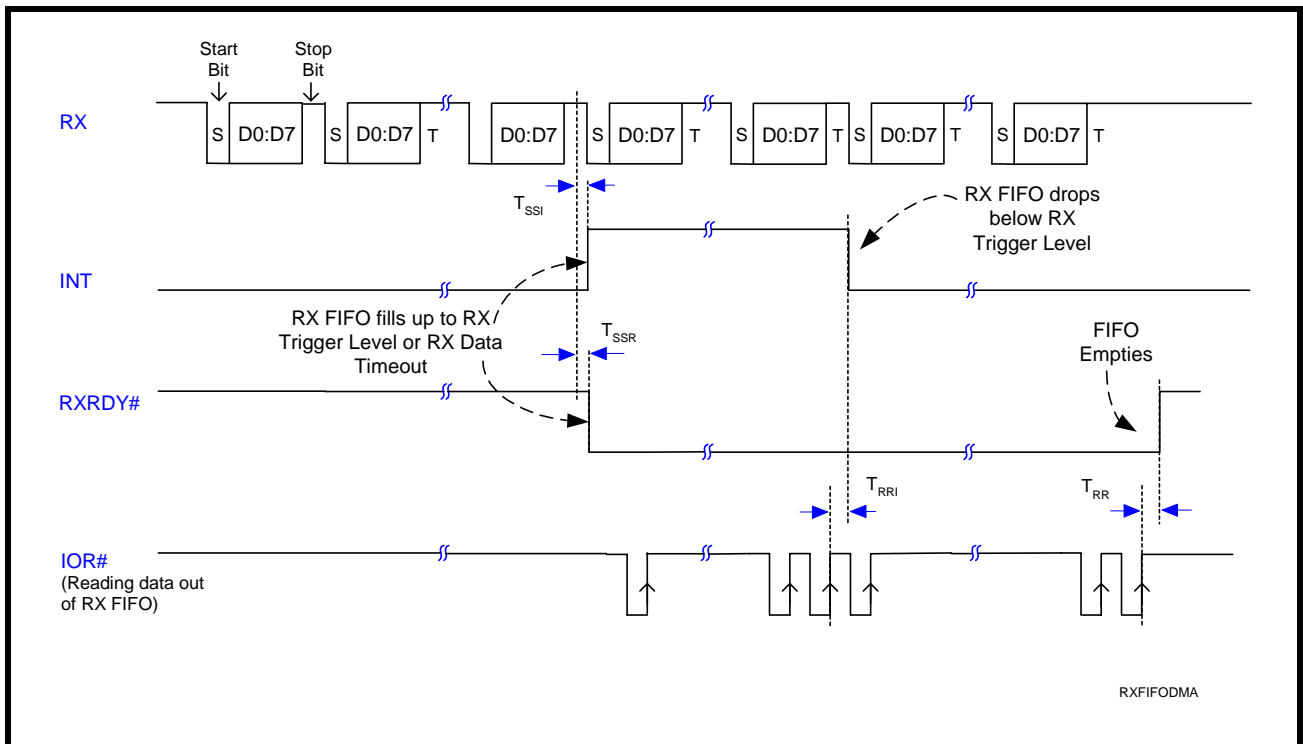 Start
Bit
Stop
Bit
RX
S D0:D7 S D0:D7 T D0:D7 S D0:D7 T S D0:D7 T S D0:D7 T S D0:D7 T
TSSI
RX FIFO drops
below RX
Trigger Level
INT
RX FIFO fills up to RX
Trigger Level or RX Data
Timeout
TSSR
FIFO
Empties
RXRDY#
TRRI
TRR
IOR#
(Reading data out
of RX FIFO)
RXFIFODMA